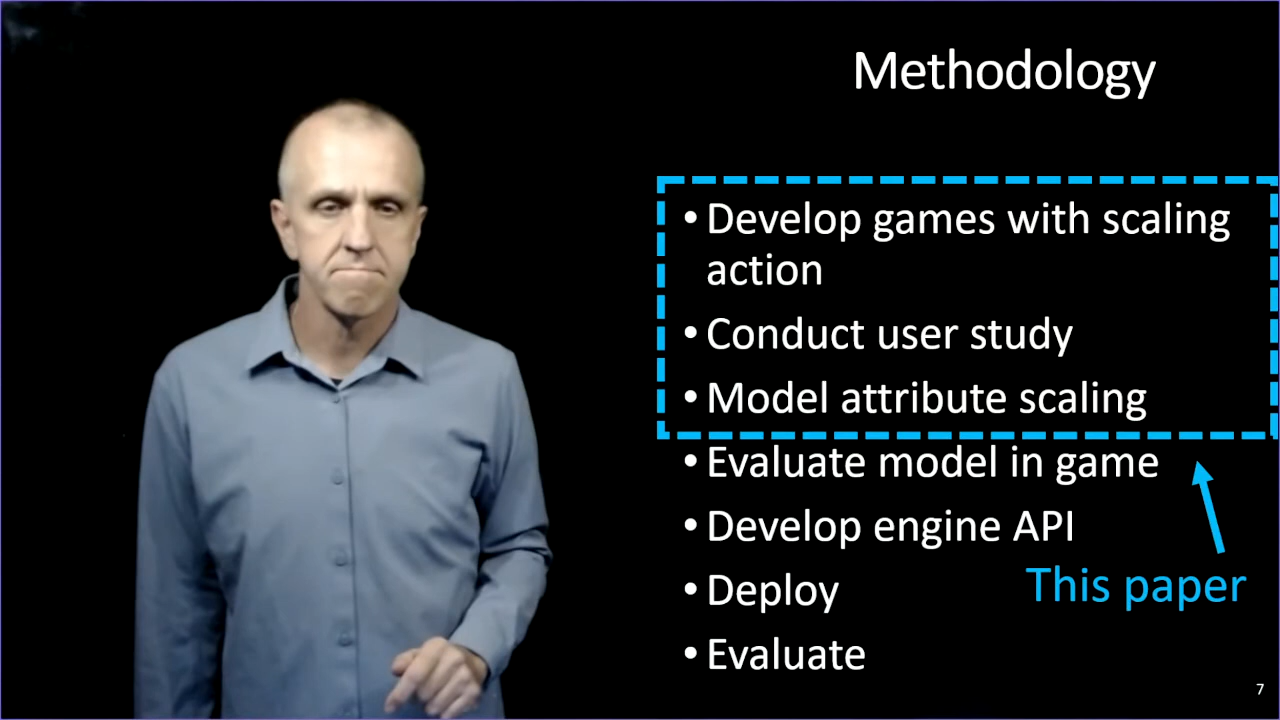 Methodology
• Develop games with scaling
action
• Conduct user study
• Model attribute scaling
• Evaluate model in game
• Develop engine API
• Deploy
This paper
• Evaluate
7